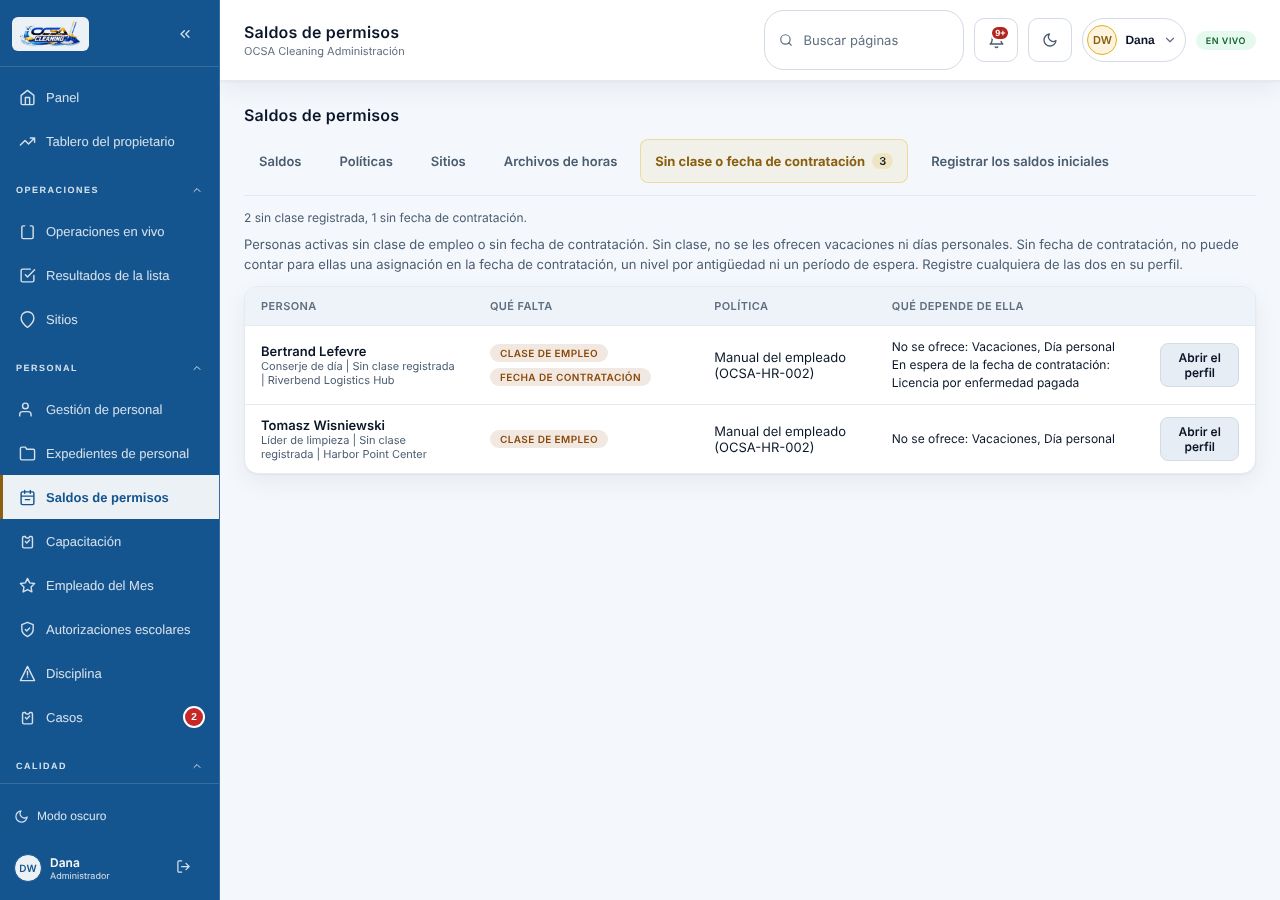 OCSA
CLEANING
Panel
Tablero del propietario
OPERACIONES
Operaciones en vivo
Resultados de la lista
Sitios
PERSONAL
Gestión de personal
Expedientes de personal
Saldos de permisos
Capacitación
Empleado del Mes
Autorizaciones escolares
Disciplina
Casos 2
CALIDAD
Modo oscuro
DW Dana
Administrador
Saldos de permisos
OCSA Cleaning Administración
Buscar páginas
9+
DW Dana
EN VIVO
Saldos de permisos
Saldos Políticas Sitios Archivos de horas Sin clase o fecha de contratación 3 Registrar los saldos iniciales
2 sin clase registrada, 1 sin fecha de contratación.
Personas activas sin clase de empleo o sin fecha de contratación. Sin clase, no se les ofrecen vacaciones ni días personales. Sin fecha de contratación, no puede
contar para ellas una asignación en la fecha de contratación, un nivel por antigüedad ni un período de espera. Registre cualquiera de las dos en su perfil.
PERSONA QUÉ FALTA POLÍTICA QUÉ DEPENDE DE ELLA
Bertrand Lefevre
Conserje de día | Sin clase registrada
| Riverbend Logistics Hub
CLASE DE EMPLEO
FECHA DE CONTRATACIÓN
Manual del empleado
(OCSA-HR-002)
No se ofrece: Vacaciones, Día personal
En espera de la fecha de contratación:
Licencia por enfermedad pagada
Abrir el
perfil
Tomasz Wisniewski
Líder de limpieza | Sin clase
registrada | Harbor Point Center
CLASE DE EMPLEO
Manual del empleado
(OCSA-HR-002)
No se ofrece: Vacaciones, Día personal
Abrir el
perfil